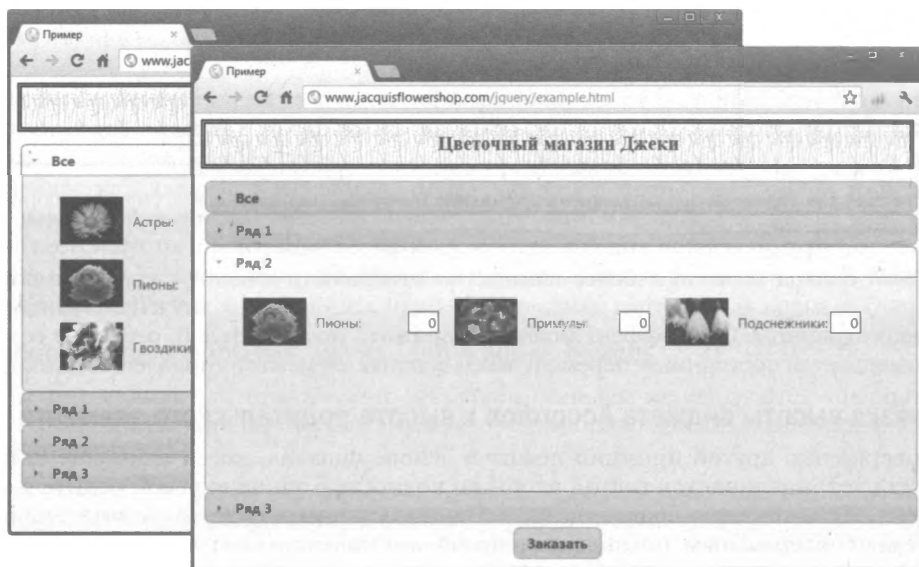 Пример
www.jac
Все
Астры:
Пионы:
Гвоздики
Ряд 1
Ряд 2
Ряд 3
Пример
www.jacquisflowershop.com/jquery/example.html
Цветочный магазин Джеки
Все
Ряд 1
Ряд 2
Пионы: 0 Примулы: 0 Подснежники: 0
Ряд 3
Заказать